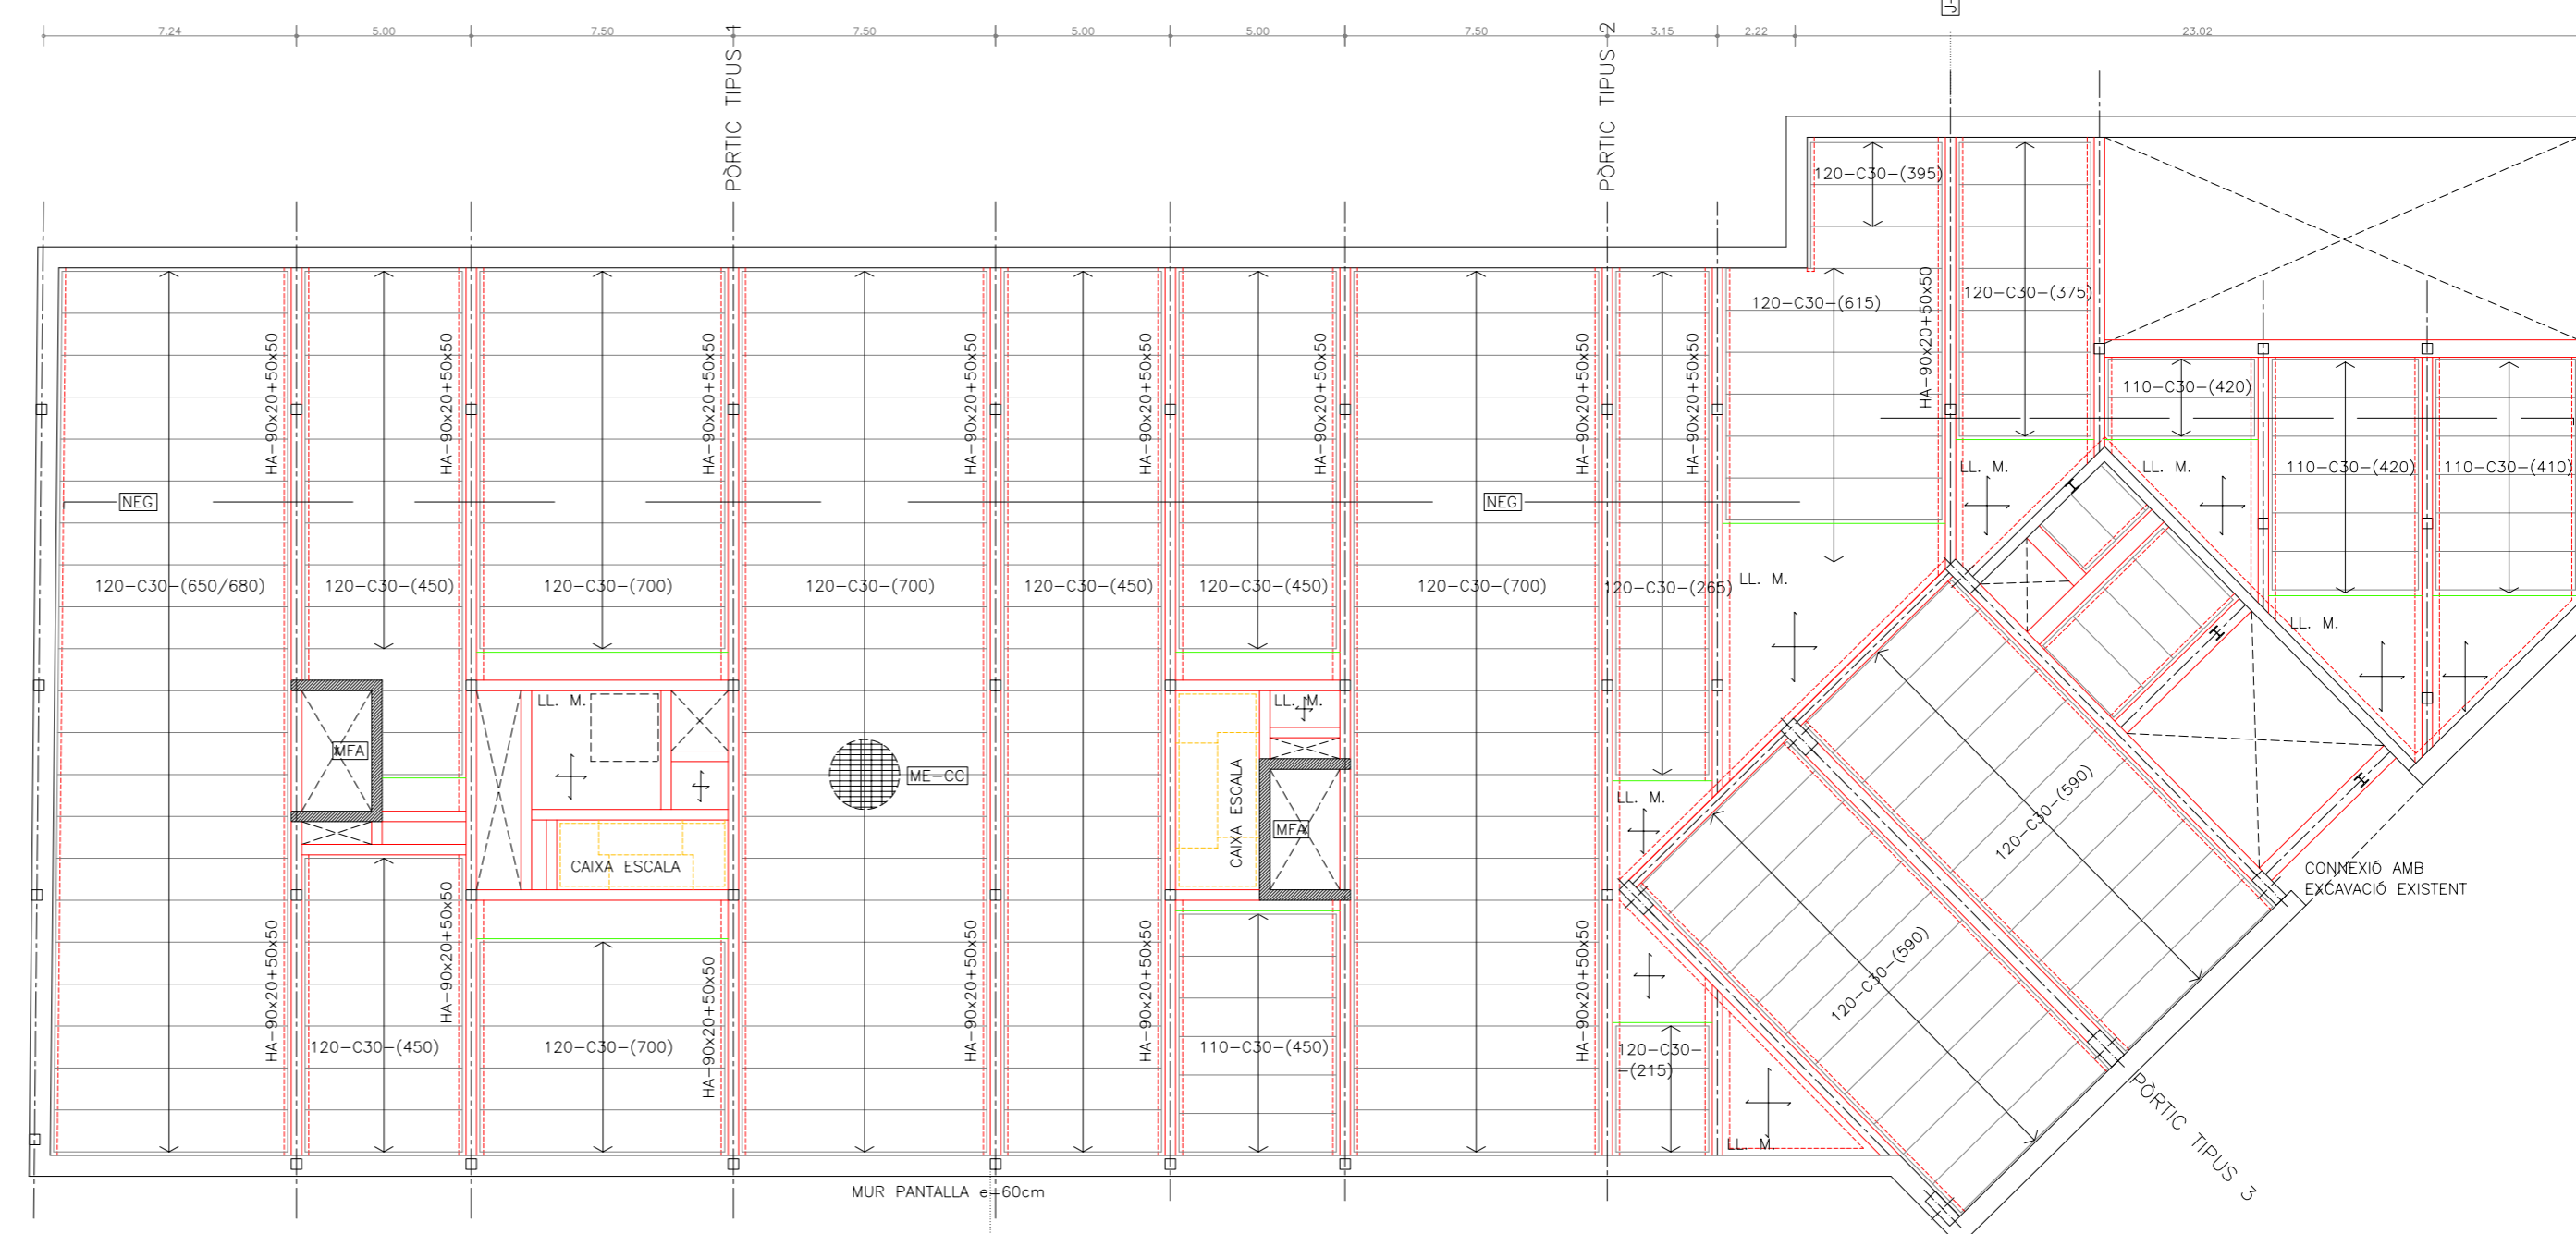 J-
7.24
5.00
7.50
7.50
5.00
5.00
7.50
3.15
2.22
23.02
PÒRTIC TIPUS 1
PÒRTIC TIPUS 2
120-C30-(395)
120-C30-(615)
HA-90x20+50x50
120-C30-(375)
110-C30-(420)
110-C30-(420)
110-C30-(410)
HA-90x20+50x50
HA-90x20+50x50
HA-90x20+50x50
HA-90x20+50x50
HA-90x20+50x50
HA-90x20+50x50
HA-90x20+50x50
HA-90x20+50x50
LL. M.
LL. M.
NEG
NEG
120-C30-(650/680)
120-C30-(450)
120-C30-(700)
120-C30-(700)
120-C30-(450)
120-C30-(450)
120-C30-(700)
120-C30-(265)
LL. M.
LL. M.
LL. M.
LL. M.
MFA
ME-CC
CAIXA ESCALA
MFA
LL. M.
120-C30-(590)
CAIXA ESCALA
CONNEXIÓ AMB
EXCAVACIÓ EXISTENT
HA-90x20+50x50
HA-90x20+50x50
HA-90x20+50x50
HA-90x20+50x50
HA-90x20+50x50
HA-90x20+50x50
120-C30-(590)
120-C30-(450)
120-C30-(700)
110-C30-(450)
120-C30-
-(215)
LL. M.
PÒRTIC TIPUS 3
MUR PANTALLA e=60cm